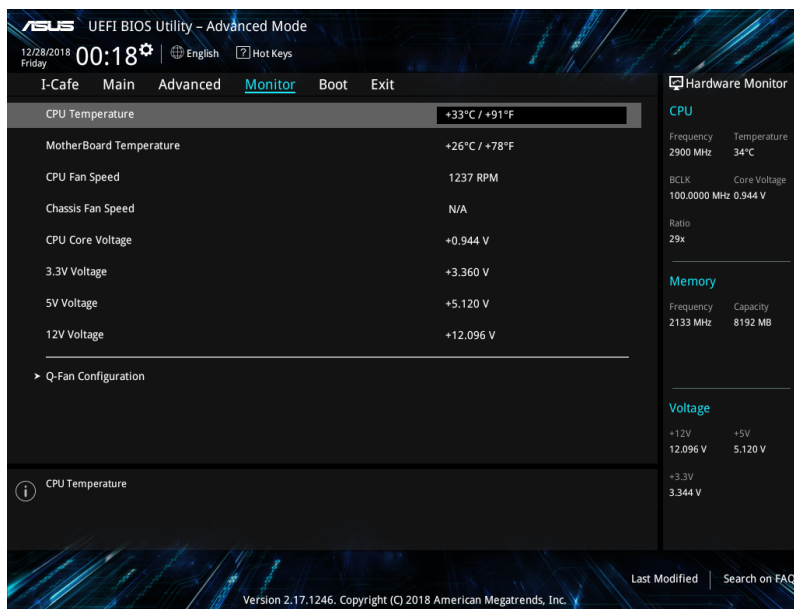 ASUS UEFI BIOS Utility – Advanced Mode
12/28/2018
Friday
00:18 English ? Hot Keys
I-Cafe Main Advanced Monitor Boot Exit
CPU Temperature +33°C / +91°F
MotherBoard Temperature +26°C / +78°F
CPU Fan Speed 1237 RPM
Chassis Fan Speed N/A
CPU Core Voltage +0.944 V
3.3V Voltage +3.360 V
5V Voltage +5.120 V
12V Voltage +12.096 V
Q-Fan Configuration
CPU Temperature
Hardware Monitor
CPU
Frequency Temperature
2900 MHz 34°C
BCLK Core Voltage
100.0000 MHz 0.944 V
Ratio
29x
Memory
Frequency Capacity
2133 MHz 8192 MB
Voltage
+12V +5V
12.096 V 5.120 V
+3.3V
3.344 V
Last Modified Search on FAQ
Version 2.17.1246. Copyright (C) 2018 American Megatrends, Inc.